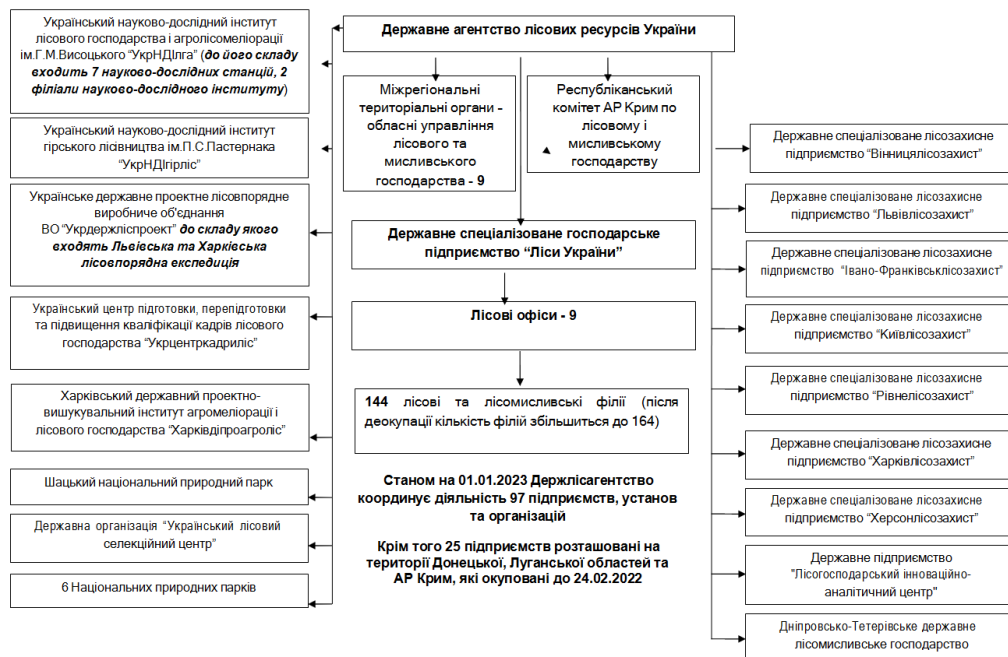 Державне агентство лісових ресурсів України
Український науково-дослідний інститут
лісового господарства і агролісомеліорації
ім.Г.М.Висоцького “УкрНДІлга” (до його складу
входить 7 науково-дослідних станцій, 2
філіали науково-дослідного інституту)
Український науково-дослідний інститут
гірського лісівництва ім.П.С.Пастернака
“УкрНДІгірліс”
Українське державне проектне лісовпорядне
виробниче об'єднання
ВО “Укрдержліспроект” до складу якого
входять Львівська та Харківська
лісовпорядна експедиція
Український центр підготовки, перепідготовки
та підвищення кваліфікації кадрів лісового
господарства “Укрцентркадриліс”
Харківський державний проектно-
вишукувальний інститут агромеліорації і
лісового господарства “Харківдіпроагроліс”
Шацький національний природний парк
Державна організація “Український лісовий
селекційний центр”
6 Національних природних парків
Міжрегіональні
територіальні органи -
обласні управління
лісового та
мисливського
господарства - 9
Республіканський
комітет АР Крим по
лісовому і
мисливському
господарству
Державне спеціалізоване господарське
підприємство “Ліси України”
Лісові офіси - 9
144 лісові та лісомисливські філії (після
деокупації кількість філій збільшиться до 164)
Станом на 01.01.2023 Держлісагентство
координує діяльність 97 підприємств, установ
та організацій
Крім того 25 підприємств розташовані на
території Донецької, Луганської областей та
АР Крим, які окуповані до 24.02.2022
Державне спеціалізоване лісозахисне
підприємство “Вінницялісозахист”
Державне спеціалізоване лісозахисне
підприємство “Львівлісозахист”
Державне спеціалізоване лісозахисне
підприємство “Івано-Франківськлісозахист”
Державне спеціалізоване лісозахисне
підприємство “Київлісозахист”
Державне спеціалізоване лісозахисне
підприємство “Рівнелісозахист”
Державне спеціалізоване лісозахисне
підприємство “Харківлісозахист”
Державне спеціалізоване лісозахисне
підприємство “Херсонлісозахист”
Державне підприємство
"Лісогосподарський інноваційно-
аналітичний центр"
Дніпровсько-Тетерівське державне
лісомисливське господарство